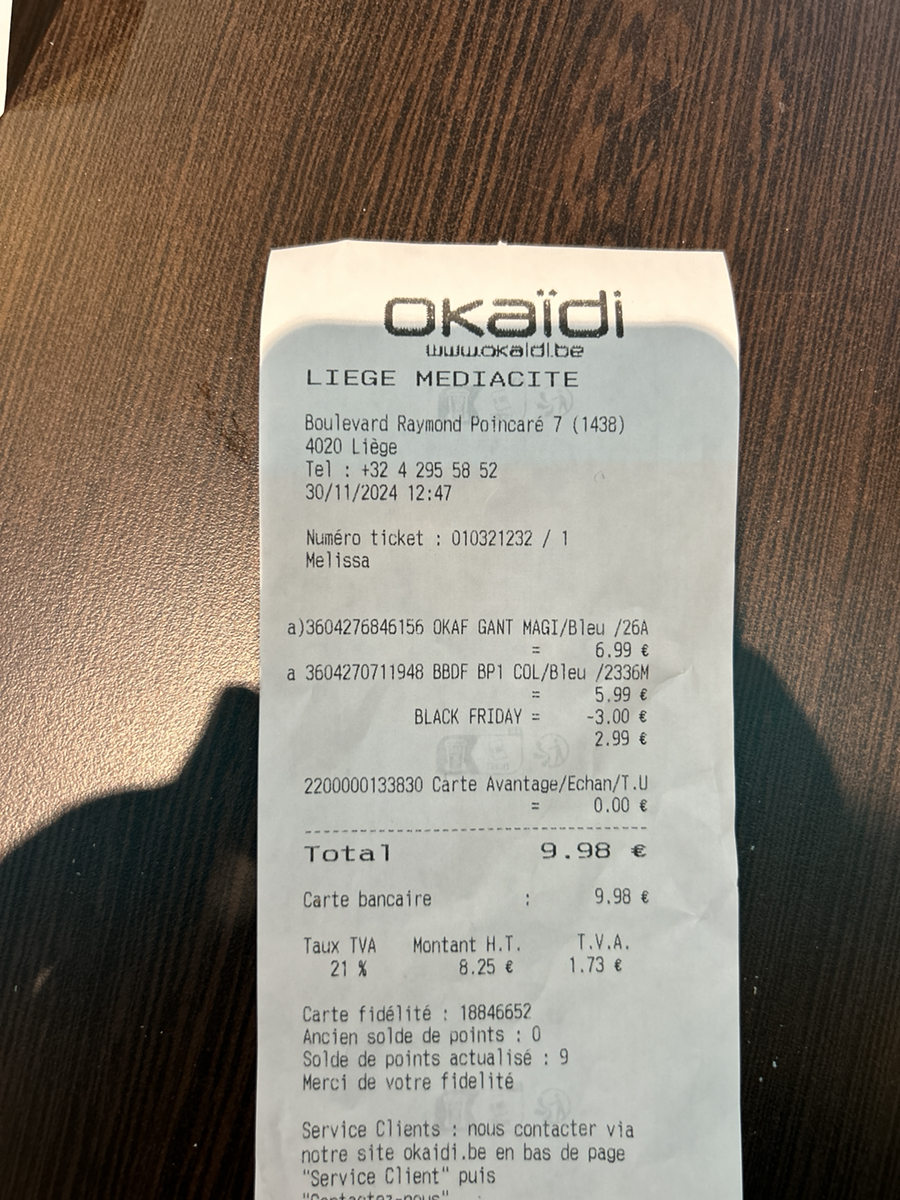 okaïdi
www.okaidi.be
LIEGE MEDIACITE
Boulevard Raymond Poincaré 7 (1438)
4020 Liège
Tel : +32 4 295 58 52
30/11/2024 12:47
Numéro ticket : 010321232 / 1
Melissa
a)3604276846156 OKAF GANT MAGI/Bleu /26A
= 6.99 €
a 3604270711948 BBDF BP1 COL/Bleu /2336M
= 5.99 €
BLACK FRIDAY = -3.00 €
2.99 €
2200000133830 Carte Avantage/Echan/T.U
= 0.00 €
Total 9.98 €
Carte bancaire : 9.98 €
Taux TVA Montant H.T. T.V.A.
21 % 8.25 € 1.73 €
Carte fidélité : 18846652
Ancien solde de points : 0
Solde de points actualisé : 9
Merci de votre fidelité
Service Clients : nous contacter via
notre site okaidi.be en bas de page
"Service Client" puis
"Contactez-nous"